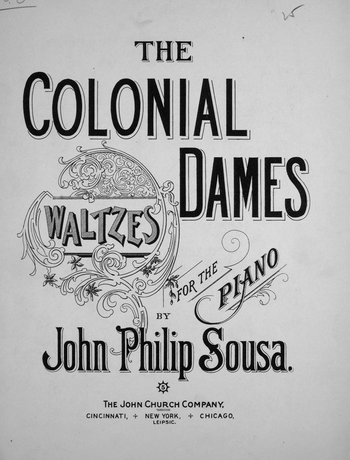 THE
COLONIAL
DAMES
WALTZES
FOR THE
PIANO
BY
John Philip Sousa.
THE JOHN CHURCH COMPANY,
CINCINNATI, + NEW YORK, + CHICAGO,
LEIPSIC.